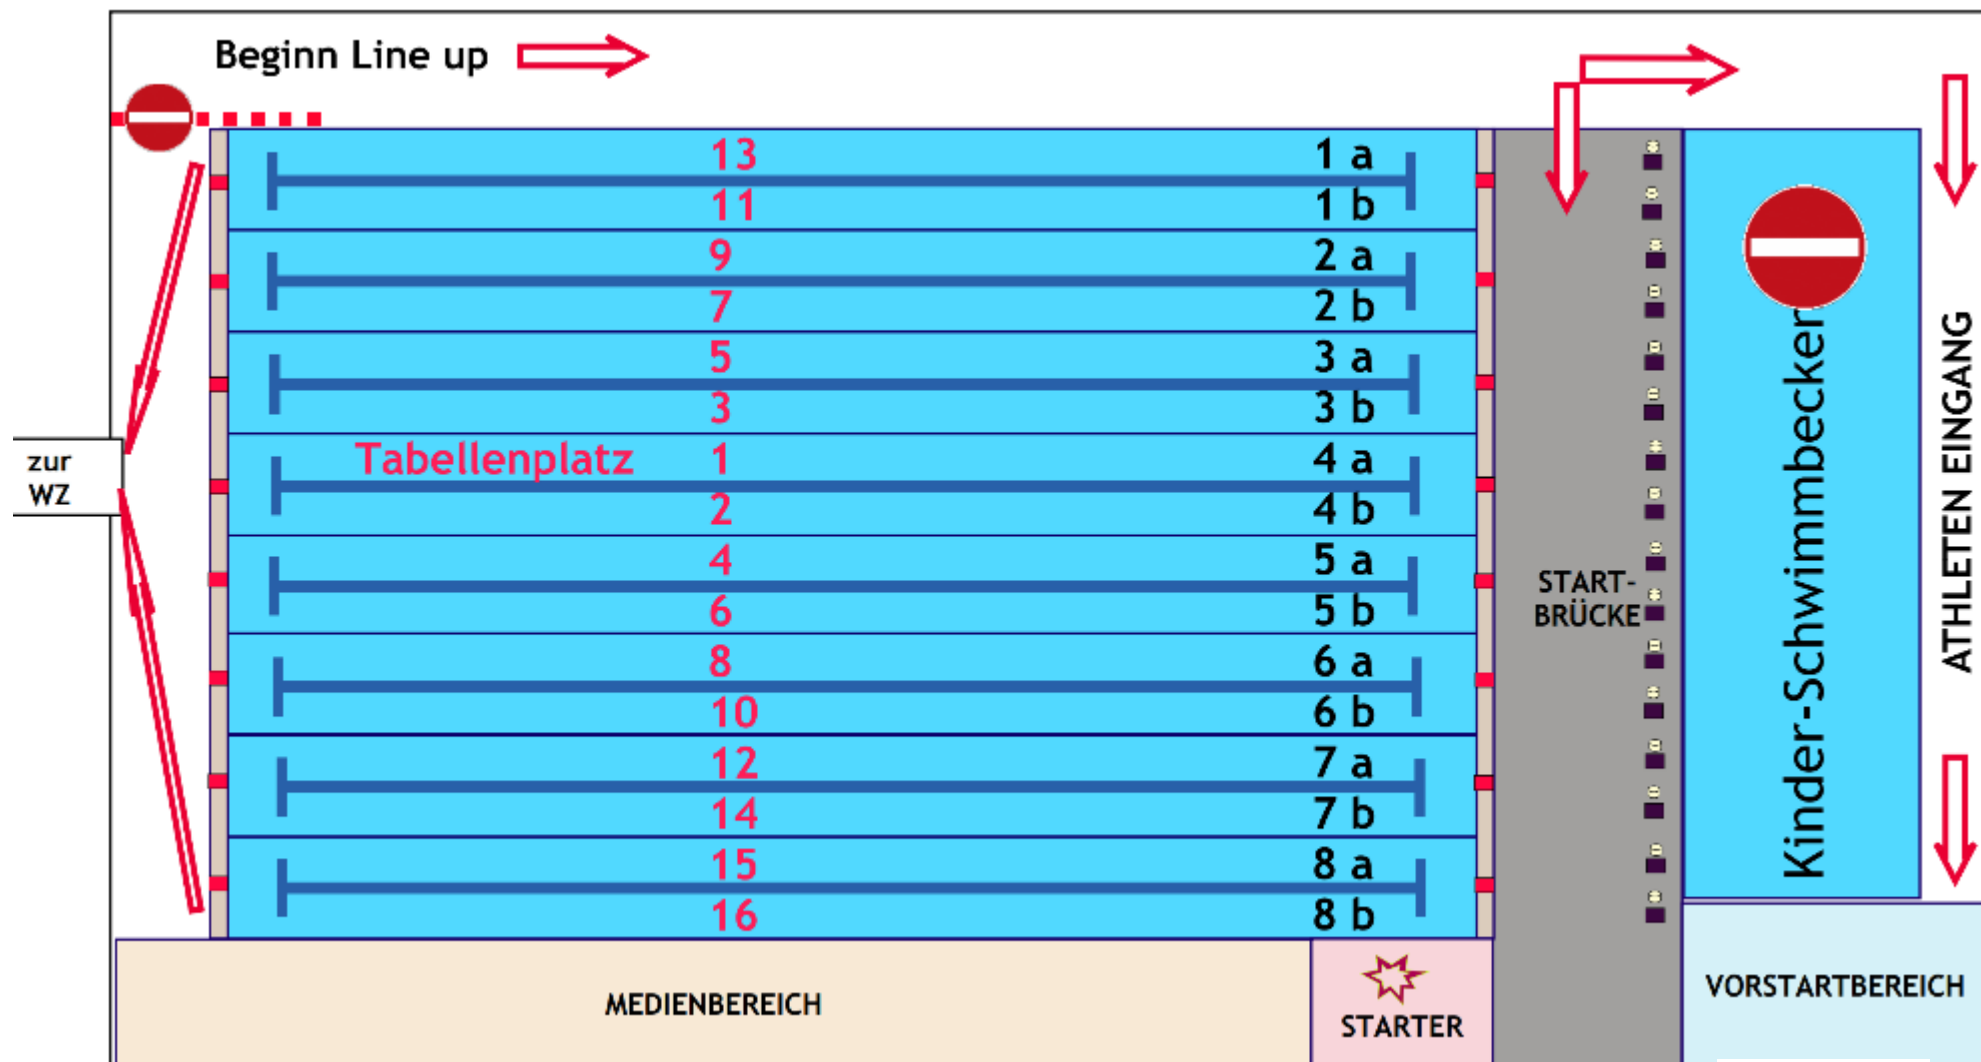 Beginn Line up
13 1 a
11 1 b
9 2 a
7 2 b
5 3 a
3 3 b
Tabellenplatz 1 4 a
2 4 b
4 5 a
6 5 b
8 6 a
10 6 b
12 7 a
14 7 b
15 8 a
16 8 b
zur
WZ
START-
BRÜCKE
Kinder-Schwimmbecken
ATHLETEN EINGANG
MEDIENBEREICH
STARTER
VORSTARTBEREICH